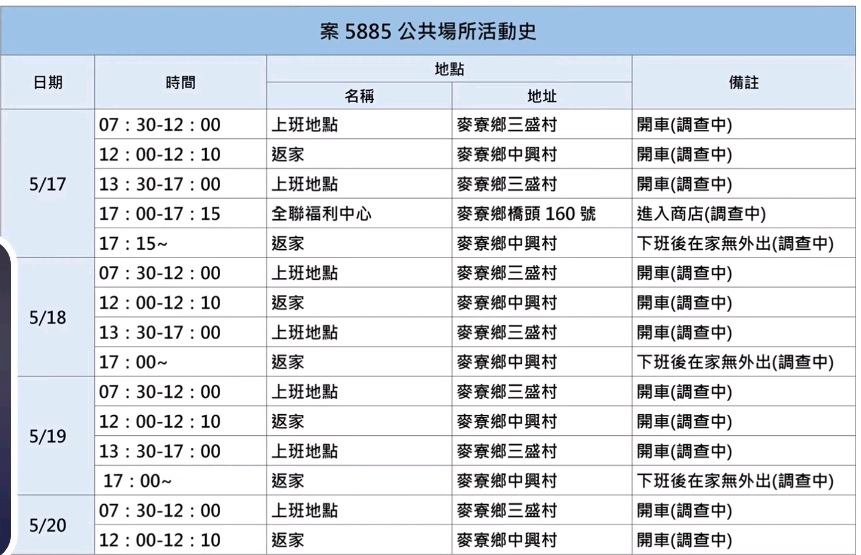 案 5885 公共場所活動史
日期 時間 地點 備註
名稱 地址
5/17
07：30-12：00 上班地點 麥寮鄉三盛村 開車(調查中)
12：00-12：10 返家 麥寮鄉中興村 開車(調查中)
13：30-17：00 上班地點 麥寮鄉三盛村 開車(調查中)
17：00-17：15 全聯福利中心 麥寮鄉橋頭 160 號 進入商店(調查中)
17：15~ 返家 麥寮鄉中興村 下班後在家無外出(調查中)
5/18
07：30-12：00 上班地點 麥寮鄉三盛村 開車(調查中)
12：00-12：10 返家 麥寮鄉中興村 開車(調查中)
13：30-17：00 上班地點 麥寮鄉三盛村 開車(調查中)
17：00~ 返家 麥寮鄉中興村 下班後在家無外出(調查中)
5/19
07：30-12：00 上班地點 麥寮鄉三盛村 開車(調查中)
12：00-12：10 返家 麥寮鄉中興村 開車(調查中)
13：30-17：00 上班地點 麥寮鄉三盛村 開車(調查中)
17：00~ 返家 麥寮鄉中興村 下班後在家無外出(調查中)
5/20
07：30-12：00 上班地點 麥寮鄉三盛村 開車(調查中)
12：00-12：10 返家 麥寮鄉中興村 開車(調查中)